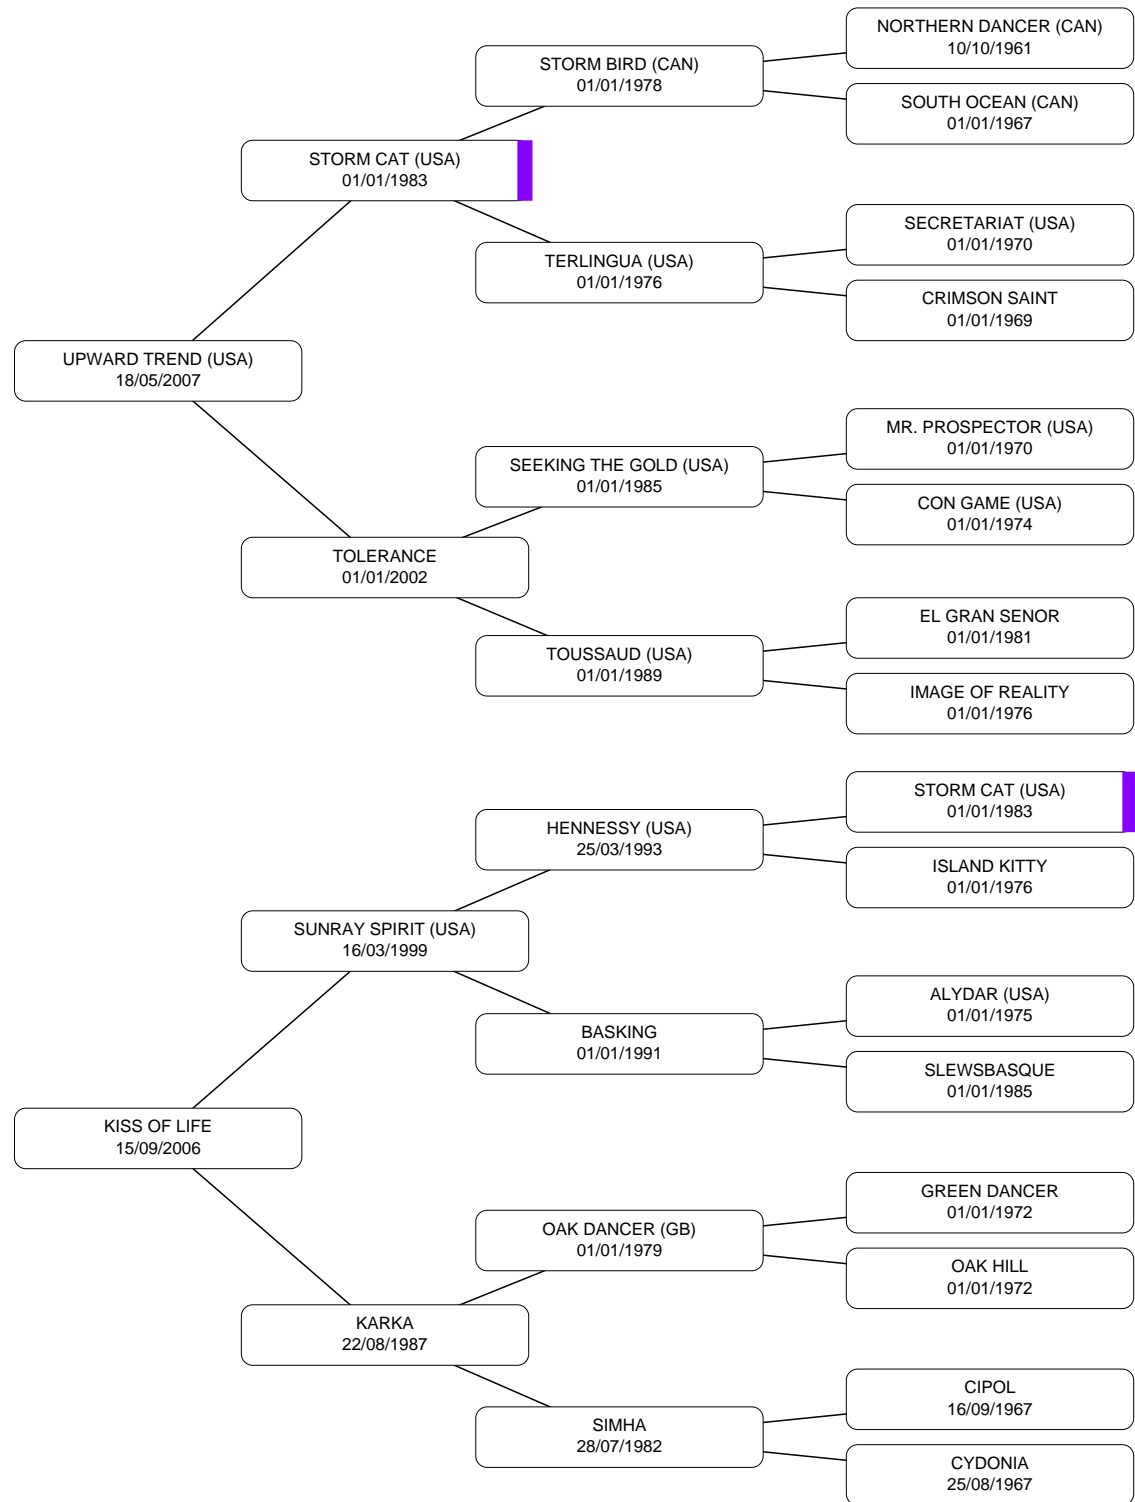 NORTHERN DANCER (CAN)
10/10/1961
STORM BIRD (CAN)
01/01/1978
SOUTH OCEAN (CAN)
01/01/1967
STORM CAT (USA)
01/01/1983
SECRETARIAT (USA)
01/01/1970
TERLINGUA (USA)
01/01/1976
CRIMSON SAINT
01/01/1969
UPWARD TREND (USA)
18/05/2007
MR. PROSPECTOR (USA)
01/01/1970
SEEKING THE GOLD (USA)
01/01/1985
CON GAME (USA)
01/01/1974
TOLERANCE
01/01/2002
EL GRAN SENOR
01/01/1981
TOUSSAUD (USA)
01/01/1989
IMAGE OF REALITY
01/01/1976
STORM CAT (USA)
01/01/1983
HENNESSY (USA)
25/03/1993
ISLAND KITTY
01/01/1976
SUNRAY SPIRIT (USA)
16/03/1999
ALYDAR (USA)
01/01/1975
BASKING
01/01/1991
SLEWSBASQUE
01/01/1985
KISS OF LIFE
15/09/2006
GREEN DANCER
01/01/1972
OAK DANCER (GB)
01/01/1979
OAK HILL
01/01/1972
KARKA
22/08/1987
CIPOL
16/09/1967
SIMHA
28/07/1982
CYDONIA
25/08/1967